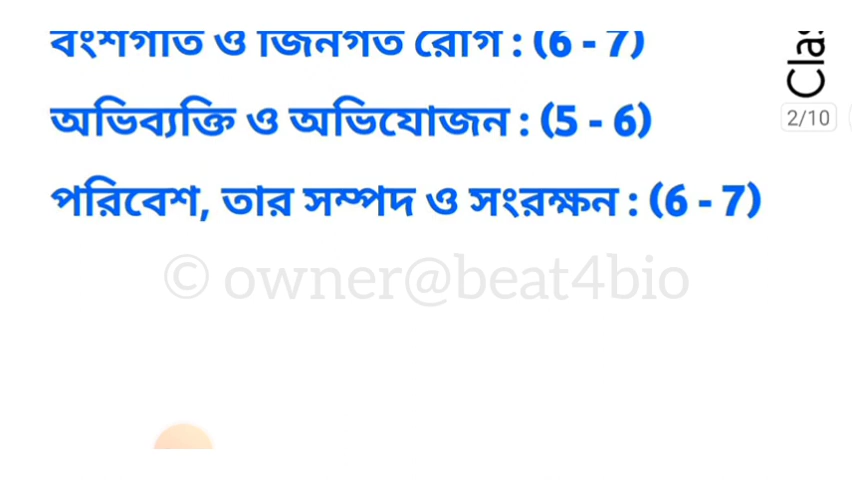 বংশগতি ও জিনগত রোগ : (6 - 7)
Clas
2/10
অভিব্যক্তি ও অভিযোজন : (5 - 6)
পরিবেশ, তার সম্পদ ও সংরক্ষন : (6 - 7)
© owner@beat4bio